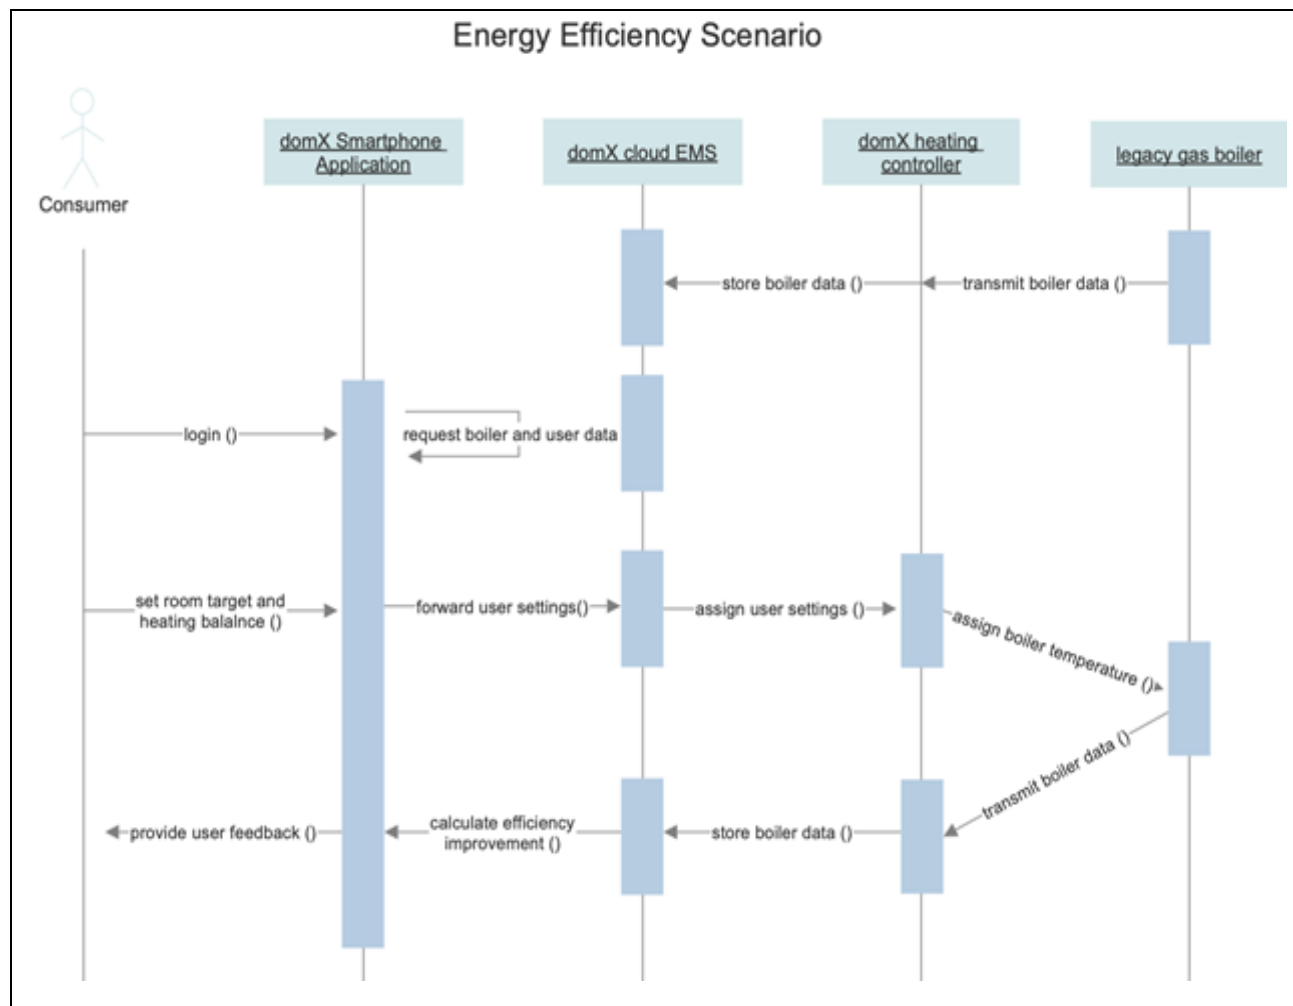 Energy Efficiency Scenario
Consumer
domX Smartphone
Application
domX cloud EMS
domX heating
controller
legacy gas boiler
store boiler data ()
transmit boiler data ()
login ()
request boiler and user data
set room target and
heating balalnce ()
forward user settings()
assign user settings ()
assign boiler temperature ()
transmit boiler data ()
provide user feedback ()
calculate efficiency
improvement ()
store boiler data ()